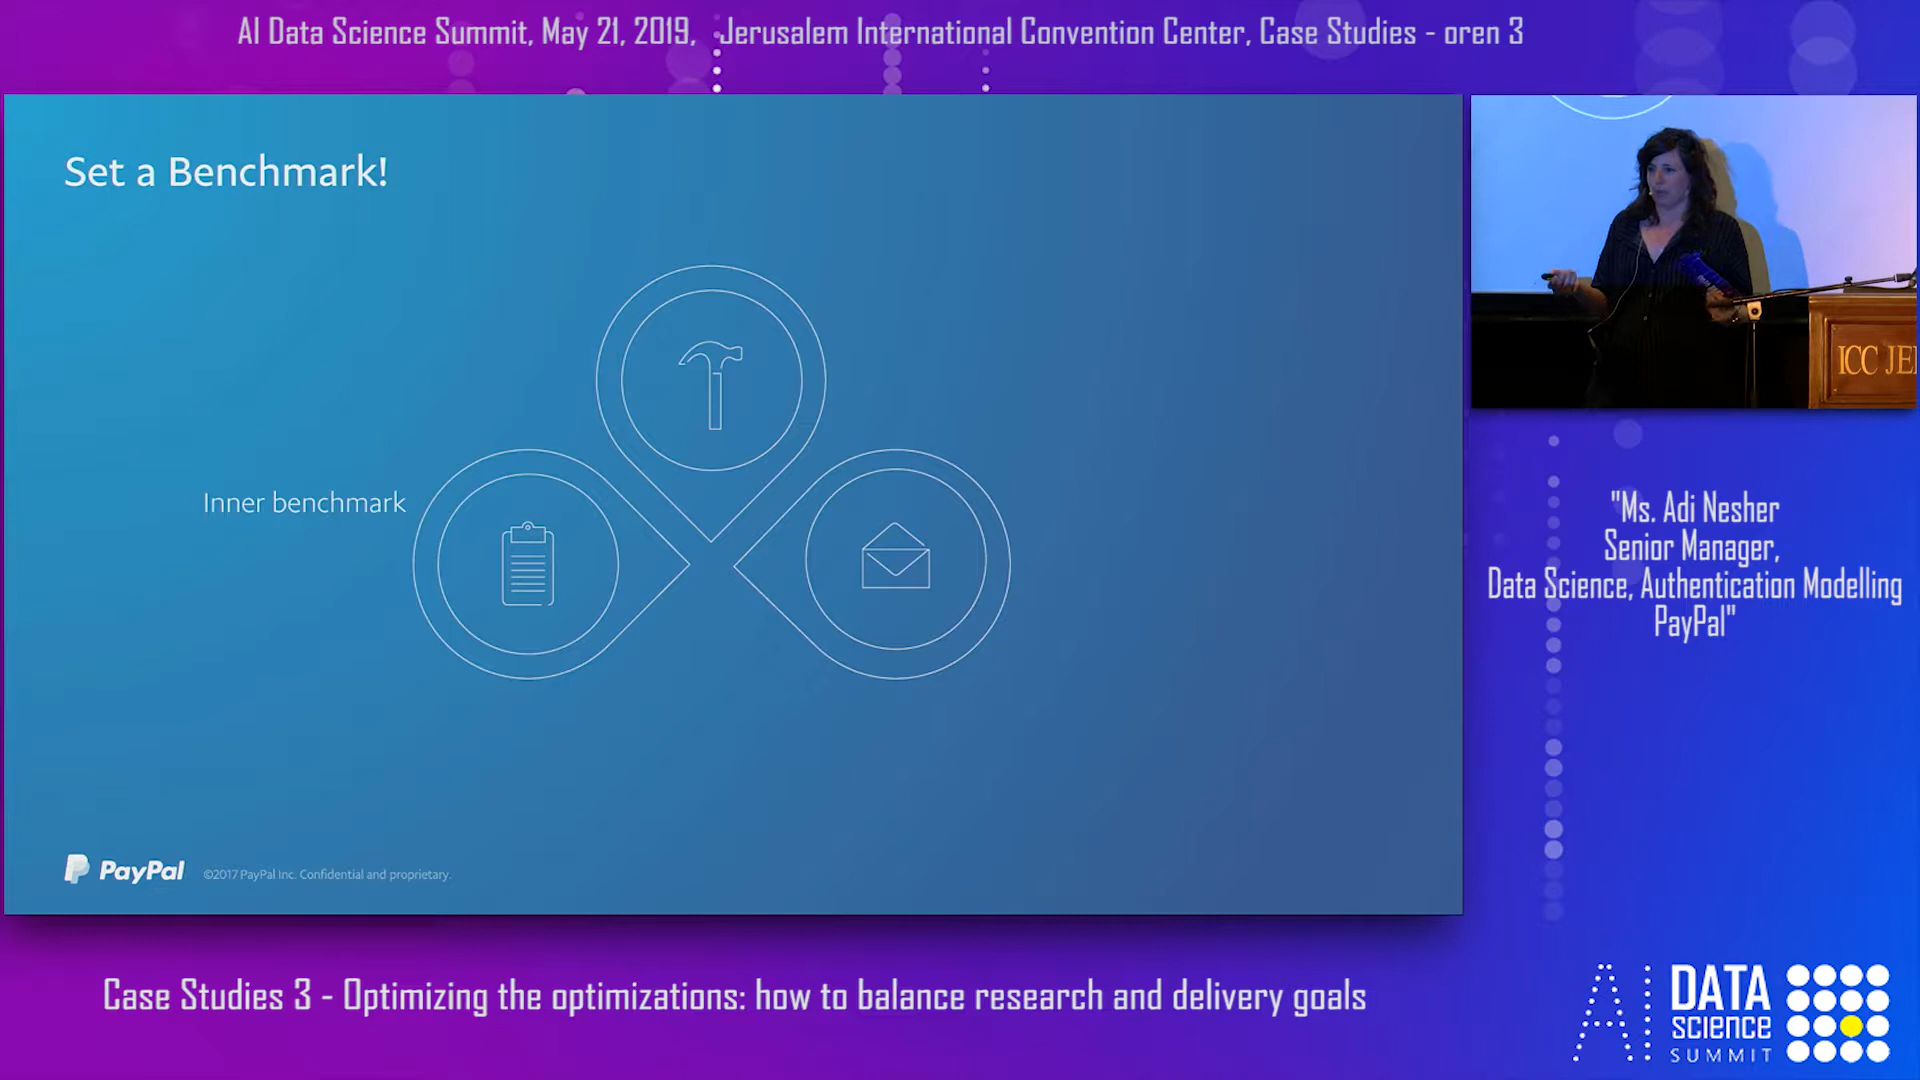 AI Data Science Summit, May 21, 2019, Jerusalem International Convention Center, Case Studies - oren 3
Set a Benchmark!
Inner benchmark
PayPal ©2017 PayPal Inc. Confidential and proprietary.
ICC JE
"Ms. Adi Nesher
Senior Manager,
Data Science, Authentication Modelling
PayPal"
Case Studies 3 - Optimizing the optimizations: how to balance research and delivery goals
AI DATA
SCIENCE
SUMMIT